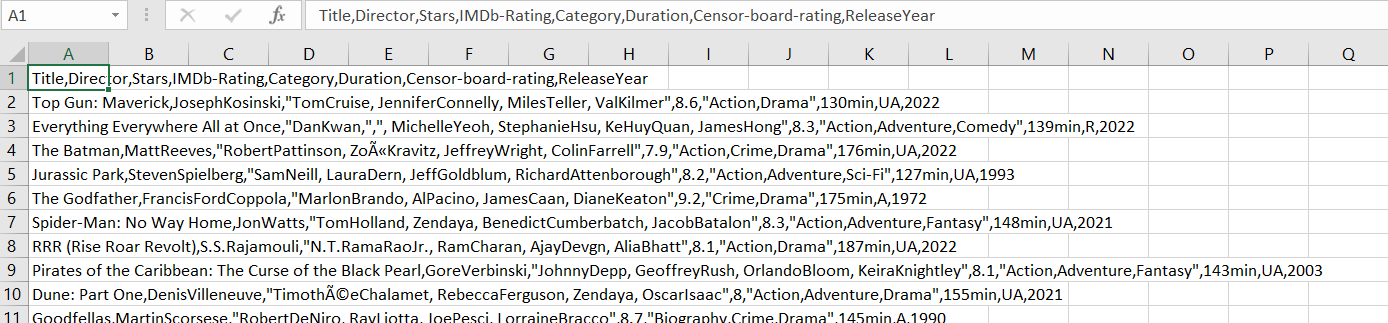 A1 fx Title,Director,Stars,IMDb-Rating,Category,Duration,Censor-board-rating,ReleaseYear
A B C D E F G H I J K L M N O P Q
1 Title,Director,Stars,IMDb-Rating,Category,Duration,Censor-board-rating,ReleaseYear
2 Top Gun: Maverick,JosephKosinski,"TomCruise, JenniferConnelly, MilesTeller, ValKilmer",8.6,"Action,Drama",130min,UA,2022
3 Everything Everywhere All at Once,"DanKwan,",", MichelleYeoh, StephanieHsu, KeHuyQuan, JamesHong",8.3,"Action,Adventure,Comedy",139min,R,2022
4 The Batman,MattReeves,"RobertPattinson, ZoÃ«Kravitz, JeffreyWright, ColinFarrell",7.9,"Action,Crime,Drama",176min,UA,2022
5 Jurassic Park,StevenSpielberg,"SamNeill, LauraDern, JeffGoldblum, RichardAttenborough",8.2,"Action,Adventure,Sci-Fi",127min,UA,1993
6 The Godfather,FrancisFordCoppola,"MarlonBrando, AlPacino, JamesCaan, DianeKeaton",9.2,"Crime,Drama",175min,A,1972
7 Spider-Man: No Way Home,JonWatts,"TomHolland, Zendaya, BenedictCumberbatch, JacobBatalon",8.3,"Action,Adventure,Fantasy",148min,UA,2021
8 RRR (Rise Roar Revolt),S.S.Rajamouli,"N.T.RamaRaoJr., RamCharan, AjayDevgn, AliaBhatt",8.1,"Action,Drama",187min,UA,2022
9 Pirates of the Caribbean: The Curse of the Black Pearl,GoreVerbinski,"JohnnyDepp, GeoffreyRush, OrlandoBloom, KeiraKnightley",8.1,"Action,Adventure,Fantasy",143min,UA,2003
10 Dune: Part One,DenisVilleneuve,"TimothÃ©eChalamet, RebeccaFerguson, Zendaya, OscarIsaac",8,"Action,Adventure,Drama",155min,UA,2021
11 Goodfellas,MartinScorsese,"RobertDeNiro, RayLiotta, JoePesci, LorraineBracco",8.7,"Biography,Crime,Drama",145min,A,1990